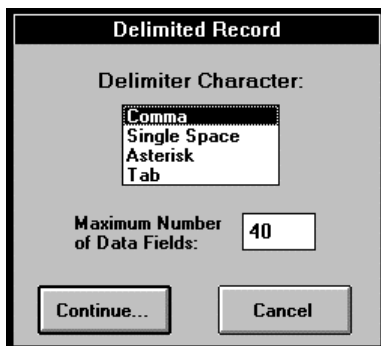 Delimited Record
Delimiter Character:
Comma
Single Space
Asterisk
Tab
Maximum Number
of Data Fields:
40
Continue...
Cancel